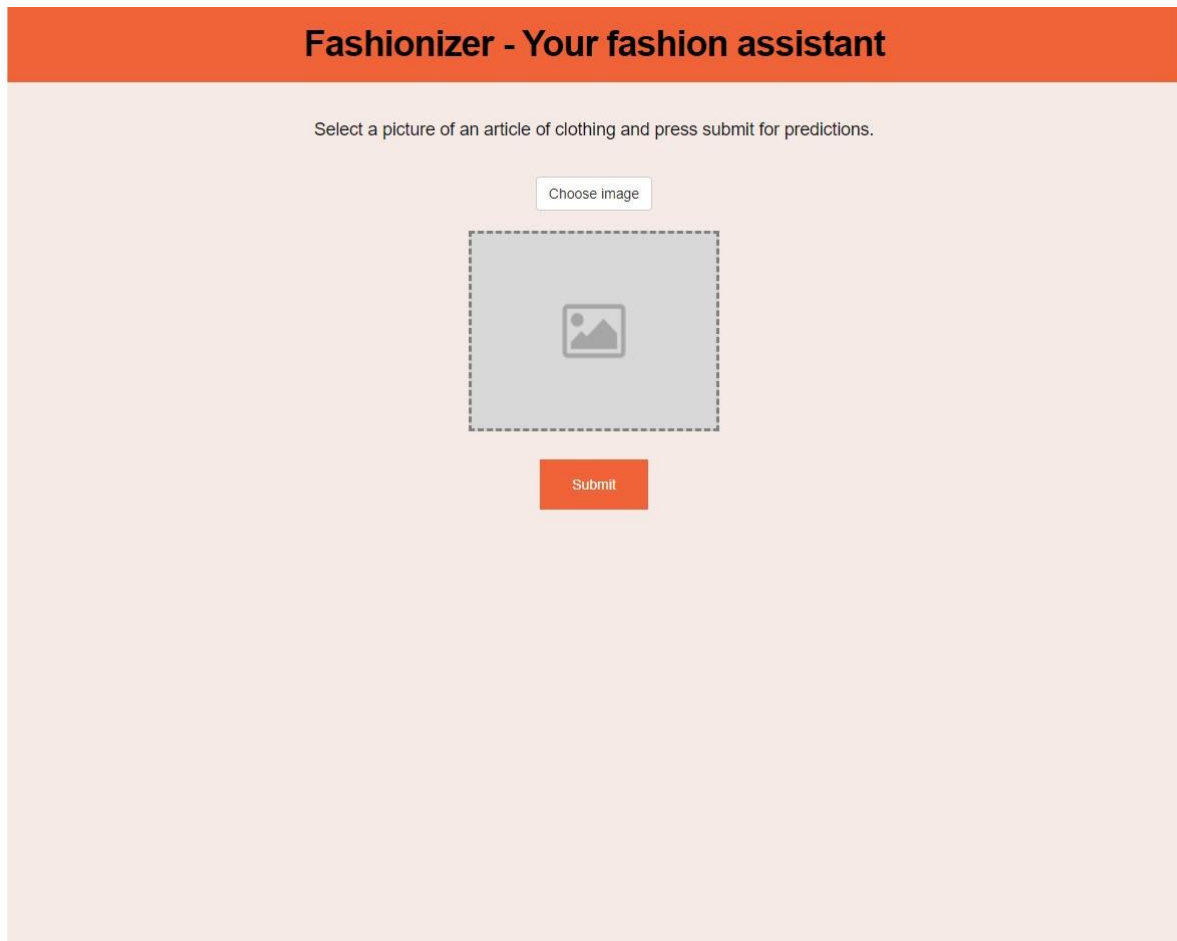 Fashionizer - Your fashion assistant
Select a picture of an article of clothing and press submit for predictions.
Choose image
Submit